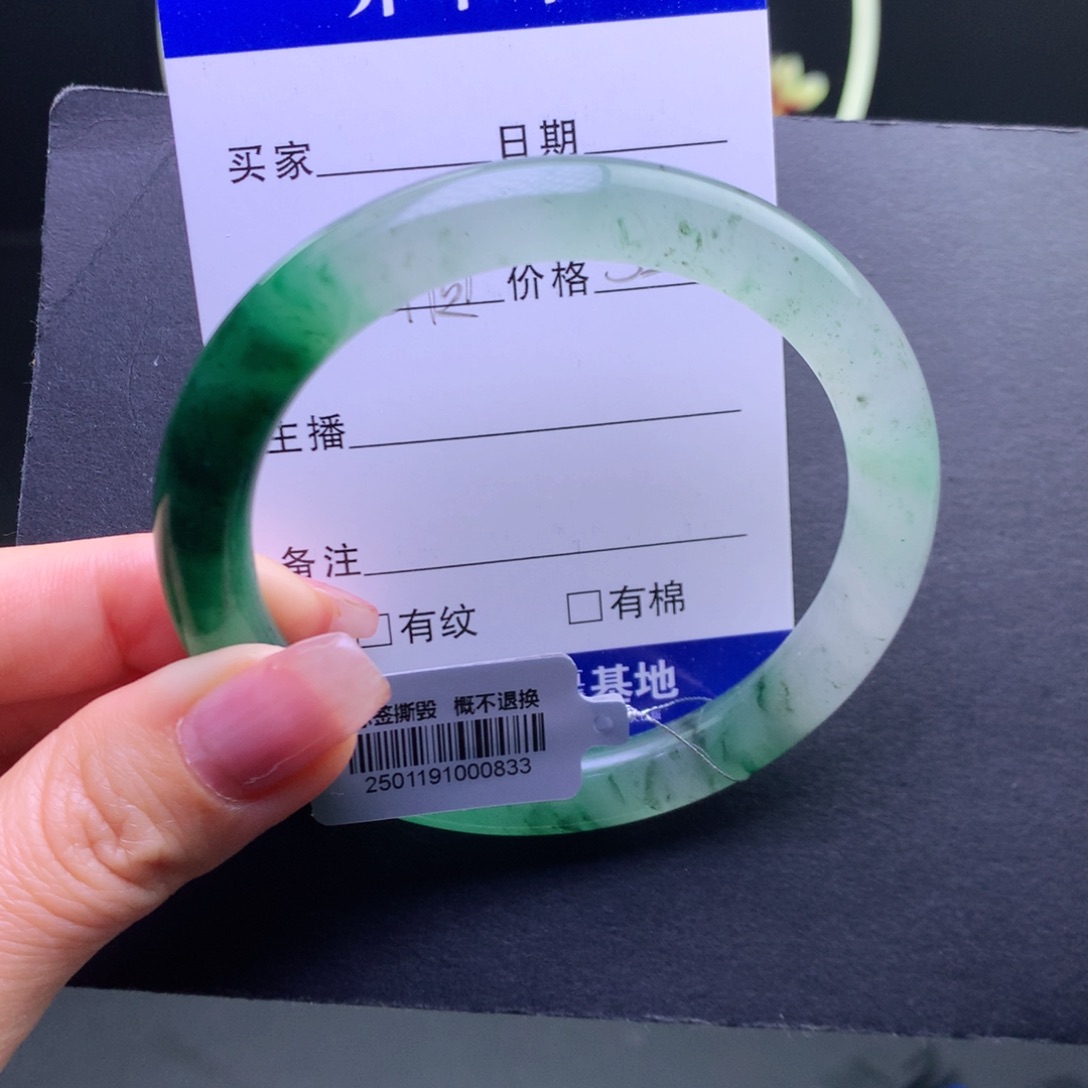 买家 日期
价格
主播
备注
□有纹 □有棉
基地
签撕毁 概不退换
2501191000833